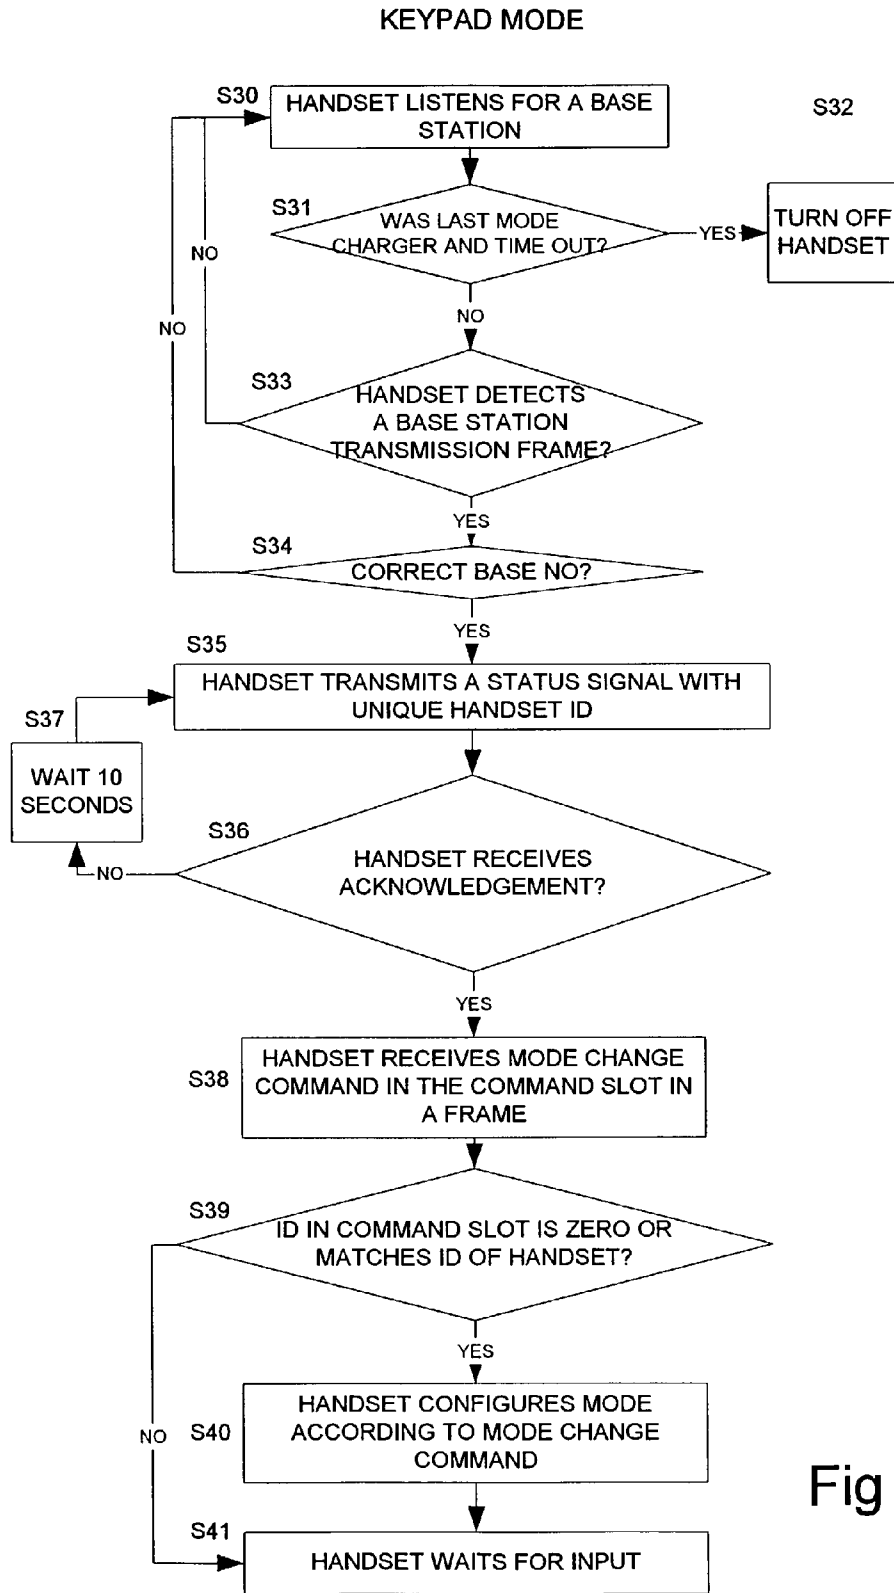 KEYPAD MODE
S30
HANDSET LISTENS FOR A BASE
STATION
S32
S31
WAS LAST MODE
CHARGER AND TIME OUT?
YES
TURN OFF
HANDSET
NO
NO
NO
S33
HANDSET DETECTS
A BASE STATION
TRANSMISSION FRAME?
YES
S34
CORRECT BASE NO?
YES
S35
HANDSET TRANSMITS A STATUS SIGNAL WITH
UNIQUE HANDSET ID
S37
WAIT 10
SECONDS
S36
HANDSET RECEIVES
ACKNOWLEDGEMENT?
NO
YES
S38
HANDSET RECEIVES MODE CHANGE
COMMAND IN THE COMMAND SLOT IN
A FRAME
S39
ID IN COMMAND SLOT IS ZERO OR
MATCHES ID OF HANDSET?
YES
S40
HANDSET CONFIGURES MODE
ACCORDING TO MODE CHANGE
COMMAND
NO
Fig
S41
HANDSET WAITS FOR INPUT